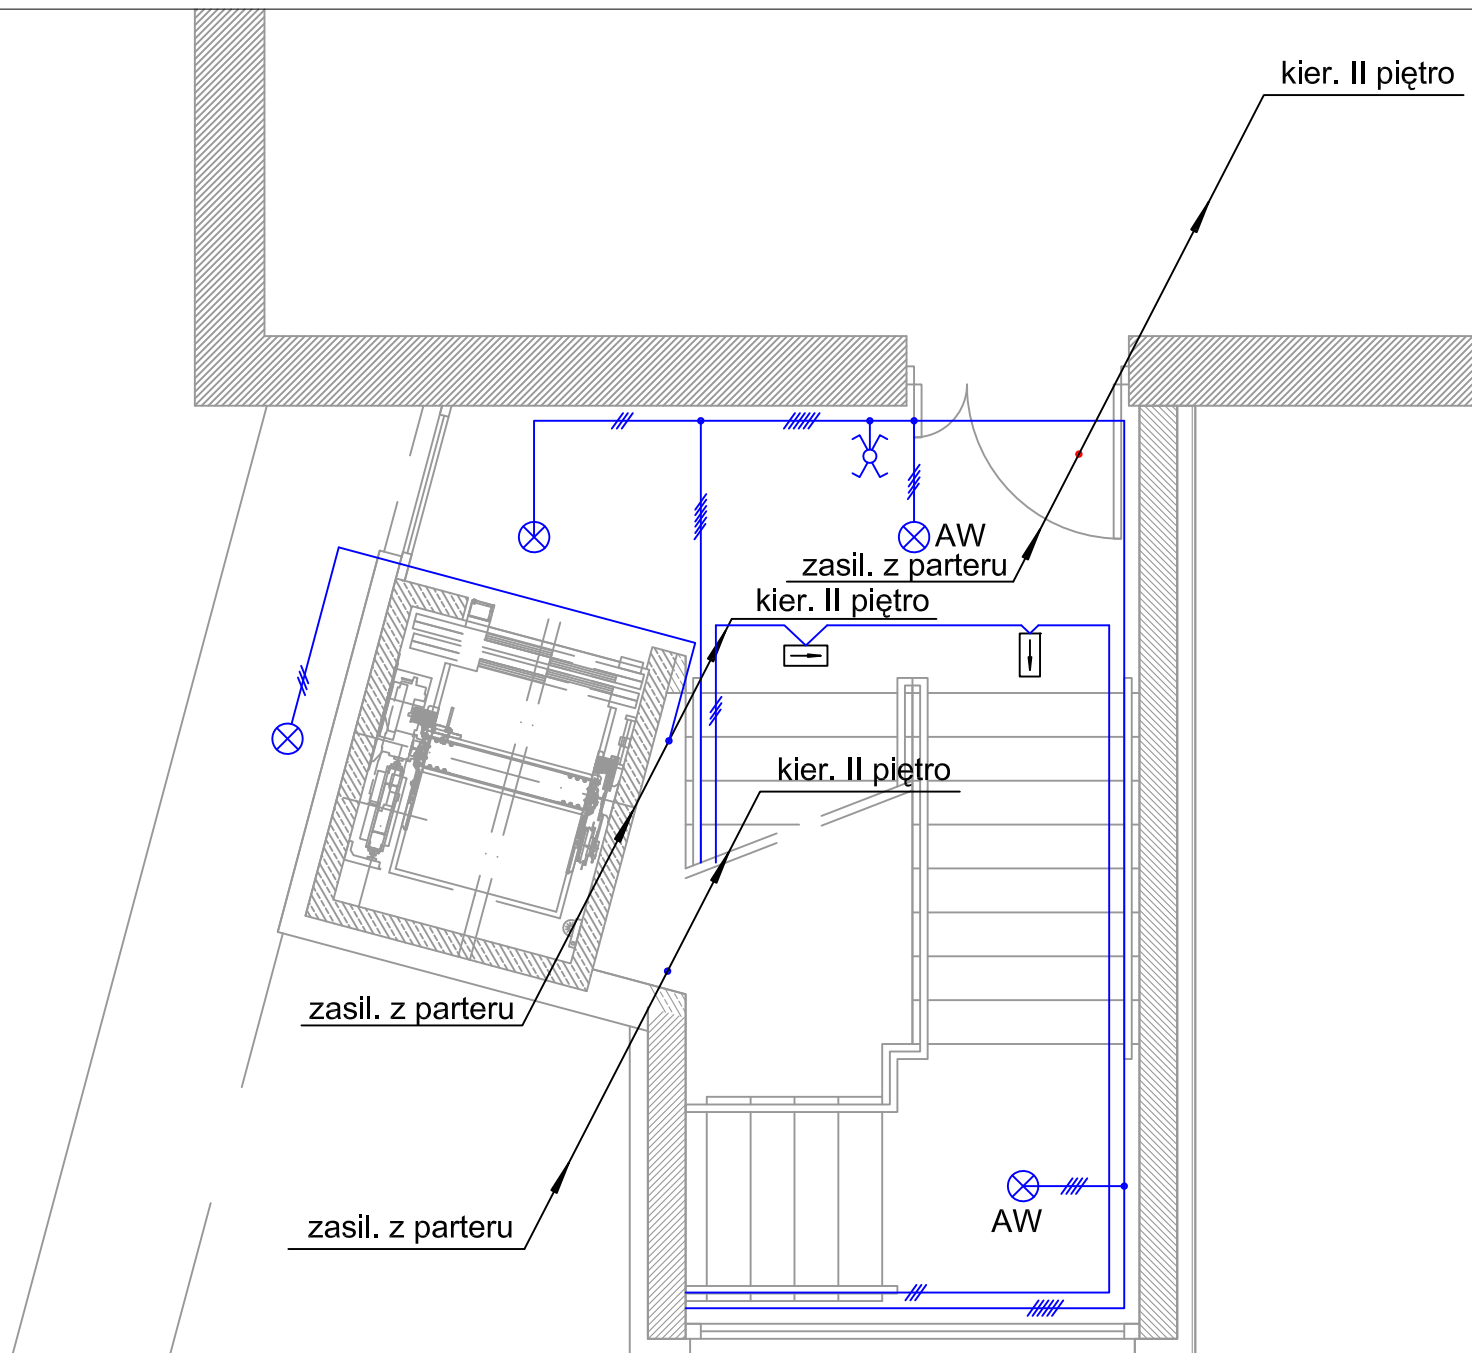 kier. II piętro
AW
zasil. z parteru
kier. II piętro
kier. II piętro
zasil. z parteru
zasil. z parteru
AW